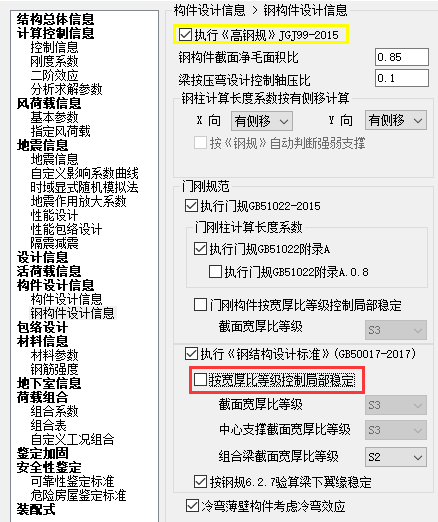 结构总体信息
计算控制信息
控制信息
刚度系数
二阶效应
分析求解参数
风荷载信息
基本参数
指定风荷载
地震信息
地震信息
自定义影响系数曲线
时域显式随机模拟法
地震作用放大系数
性能设计
性能包络设计
隔震减震
设计信息
活荷载信息
构件设计信息
构件设计信息
钢构件设计信息
包络设计
材料信息
材料参数
钢筋强度
地下室信息
荷载组合
组合系数
组合表
自定义工况组合
鉴定加固
安全性鉴定
可靠性鉴定标准
危险房屋鉴定标准
装配式
构件设计信息 > 钢构件设计信息
执行《高钢规》JGJ99-2015
钢构件截面净毛面积比 0.85
梁按压弯设计控制轴压比 0.1
钢柱计算长度系数按有侧移计算
X 向 有侧移 Y 向 有侧移
按《钢规》自动判断强弱支撑
门刚规范
执行门规GB51022-2015
门刚柱计算长度系数
执行门规GB51022附录A
执行门规GB51022附录A.0.8
门刚构件按宽厚比等级控制局部稳定
截面宽厚比等级 S3
执行《钢结构设计标准》(GB50017-2017)
按宽厚比等级控制局部稳定
截面宽厚比等级 S3
中心支撑截面宽厚比等级 S3
组合梁截面宽厚比等级 S2
按钢规6.2.7验算梁下翼缘稳定
冷弯薄壁构件考虑冷弯效应